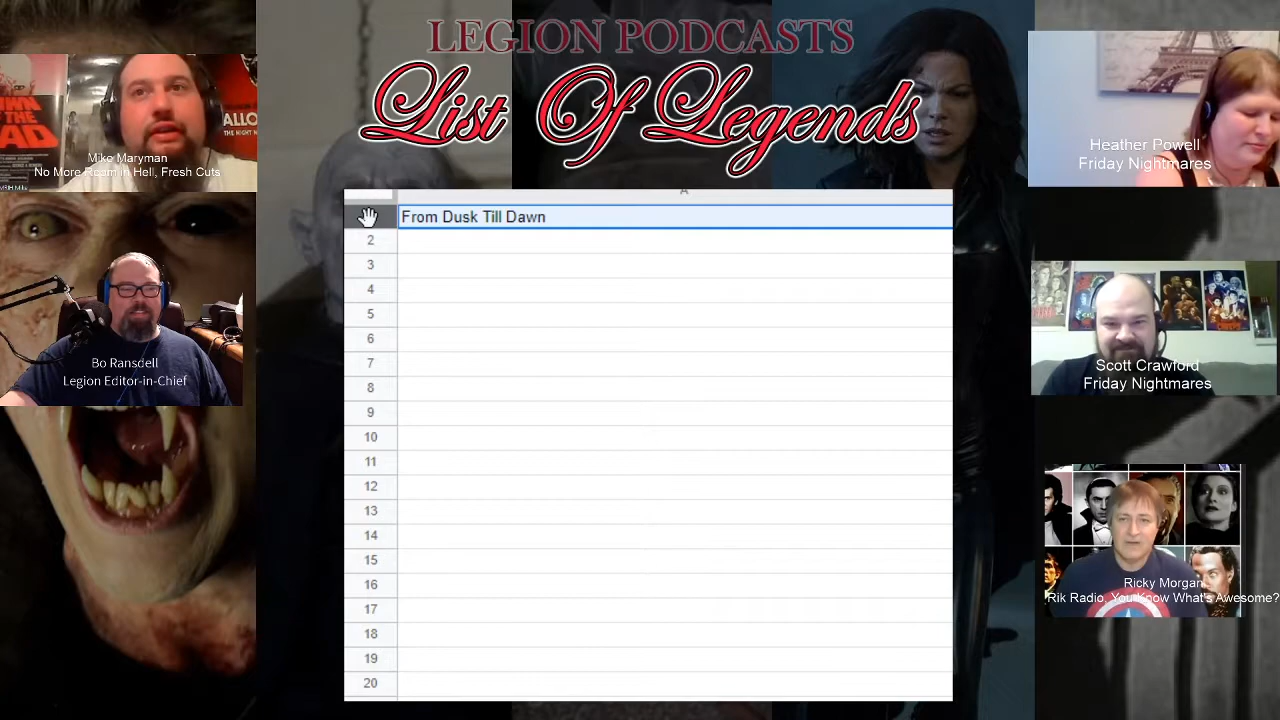 LEGION PODCASTS
List Of Legends
Mike Maryman
No More Room in Hell, Fresh Cuts
Bo Ransdell
Legion Editor-in-Chief
Heather Powell
Friday Nightmares
Scott Crawford
Friday Nightmares
Ricky Morgan
Rik Radio, You Know What's Awesome?
A
From Dusk Till Dawn
2
3
4
5
6
7
8
9
10
11
12
13
14
15
16
17
18
19
20